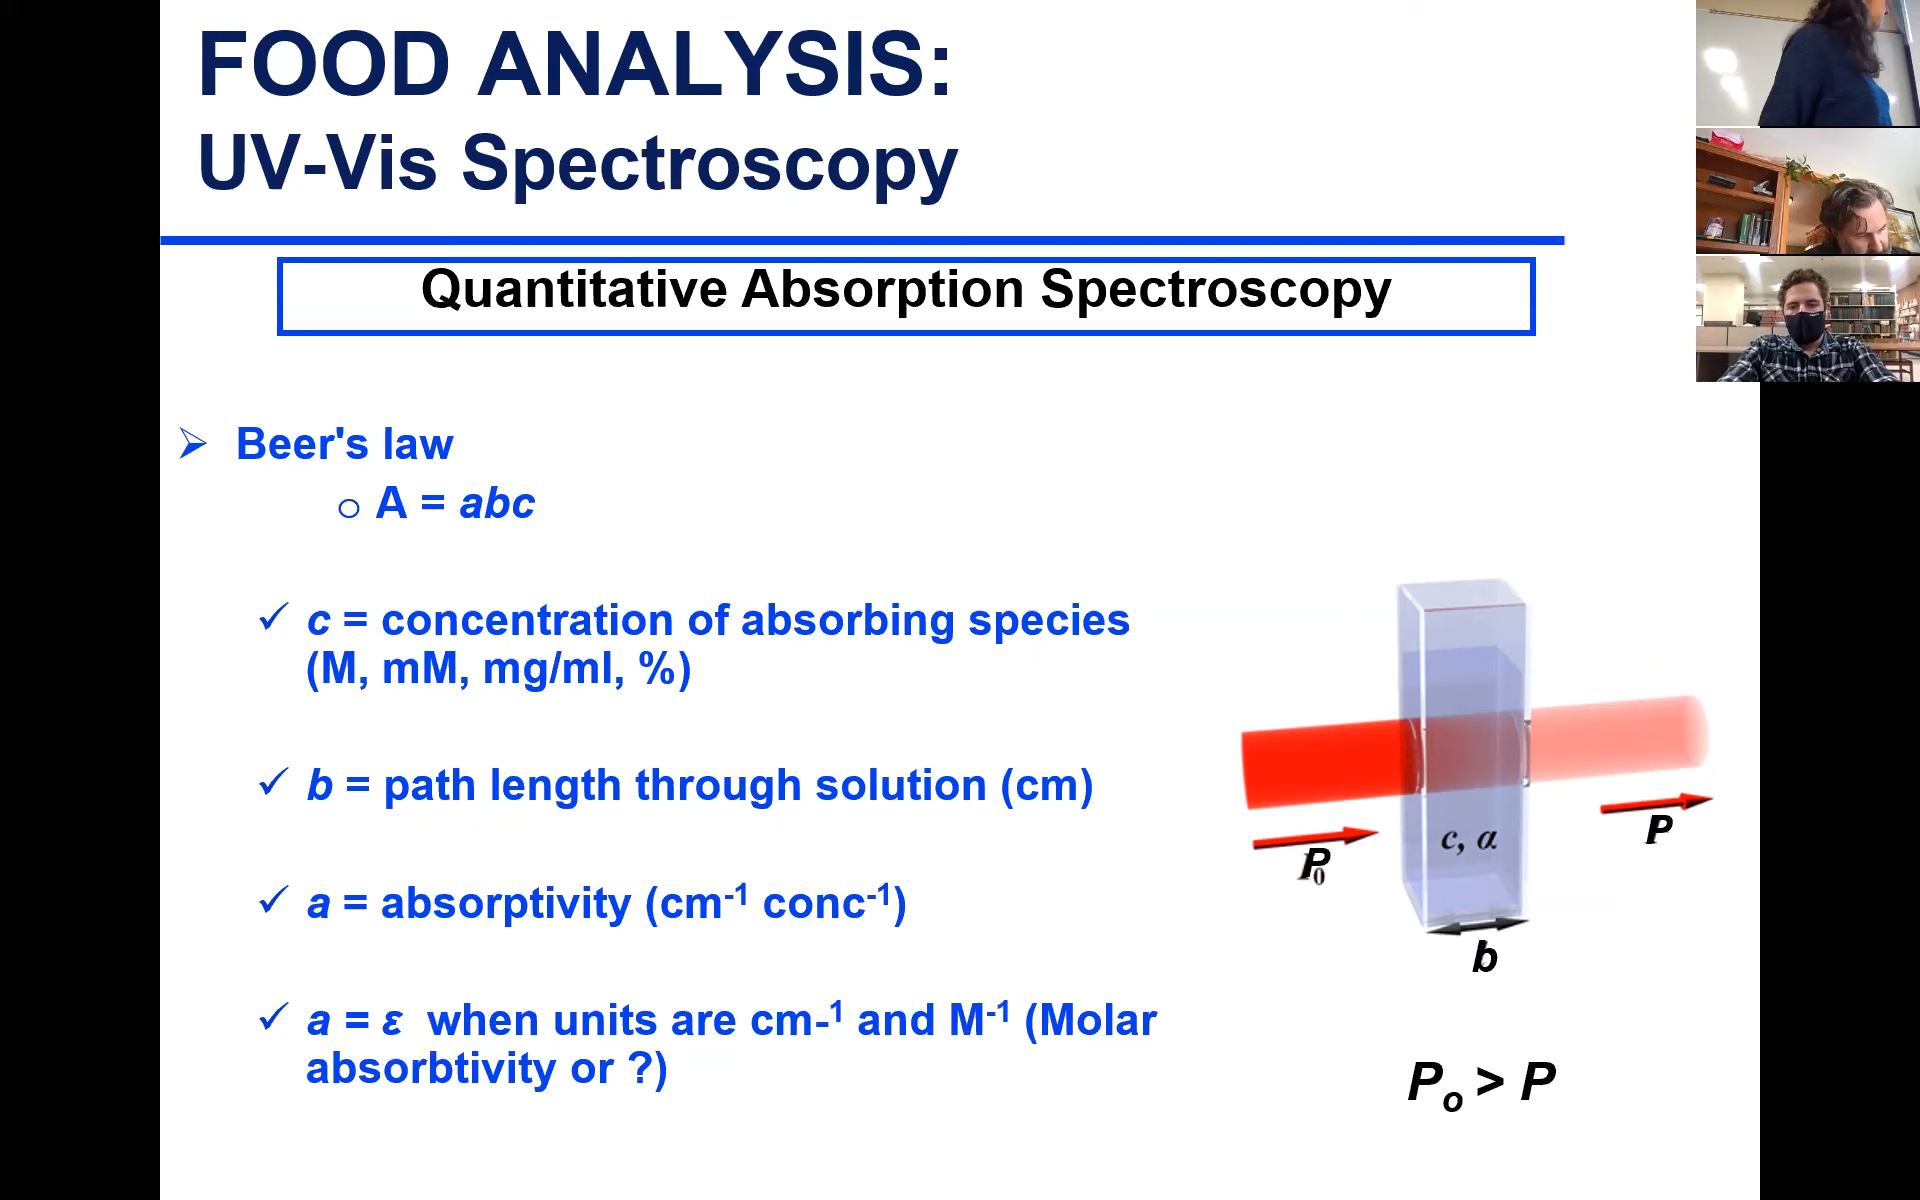 FOOD ANALYSIS:
UV-Vis Spectroscopy
Quantitative Absorption Spectroscopy
➢ Beer's law
o A = abc
✓ c = concentration of absorbing species
(M, mM, mg/ml, %)
✓ b = path length through solution (cm)
✓ a = absorptivity (cm⁻¹ conc⁻¹)
✓ a = ε when units are cm-¹ and M⁻¹ (Molar
absorbtivity or ?)
P₀
c, α
P
b
Pₒ > P